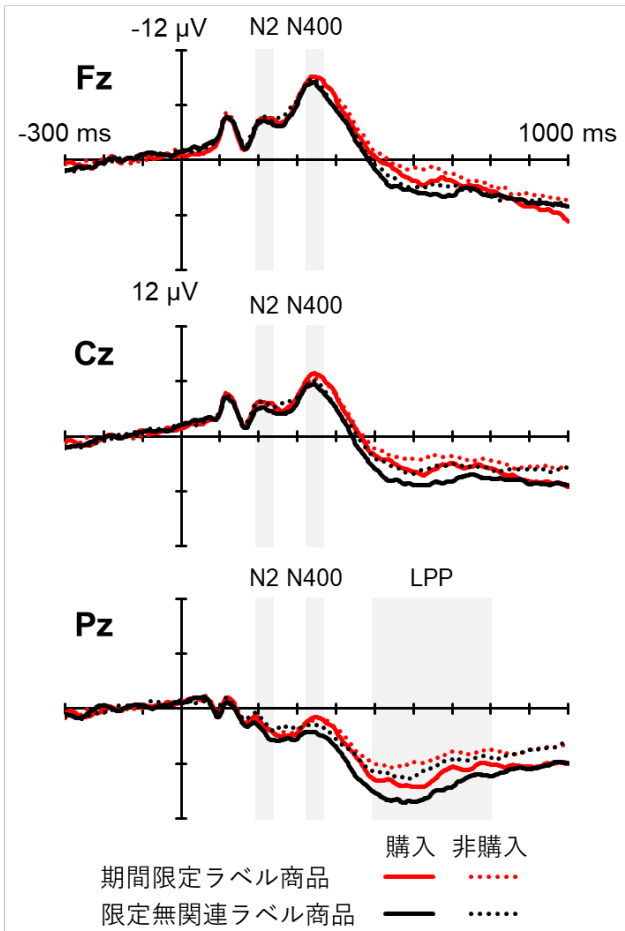 -12 µV
N2 N400
Fz
-300 ms
1000 ms
12 µV
N2 N400
Cz
N2 N400
LPP
Pz
購入 非購入
期間限定ラベル商品
限定無関連ラベル商品